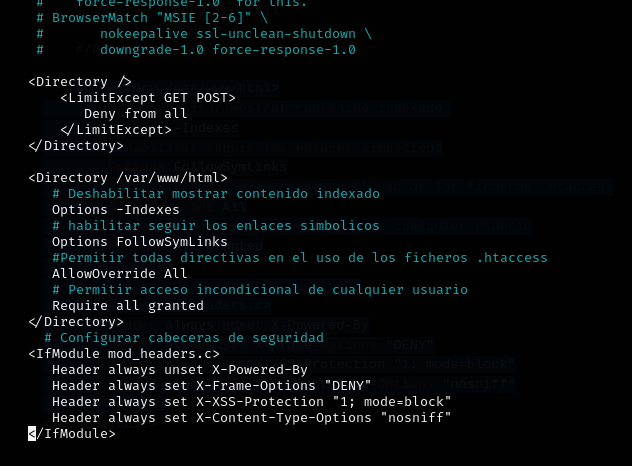 #    force-response-1.0" for this.
# BrowserMatch "MSIE [2-6]" \
#       nokeepalive ssl-unclean-shutdown \
#       downgrade-1.0 force-response-1.0
<Directory />
<LimitExcept GET POST>
Deny from all
</LimitExcept>
</Directory>
<Directory /var/www/html>
# Deshabilitar mostrar contenido indexado
Options -Indexes
# habilitar seguir los enlaces simbolicos
Options FollowSymLinks
#Permitir todas directivas en el uso de los ficheros .htaccess
AllowOverride All
# Permitir acceso incondicional de cualquier usuario
Require all granted
</Directory>
# Configurar cabeceras de seguridad
<IfModule mod_headers.c>
Header always unset X-Powered-By
Header always set X-Frame-Options "DENY"
Header always set X-XSS-Protection "1; mode=block"
Header always set X-Content-Type-Options "nosniff"
</IfModule>